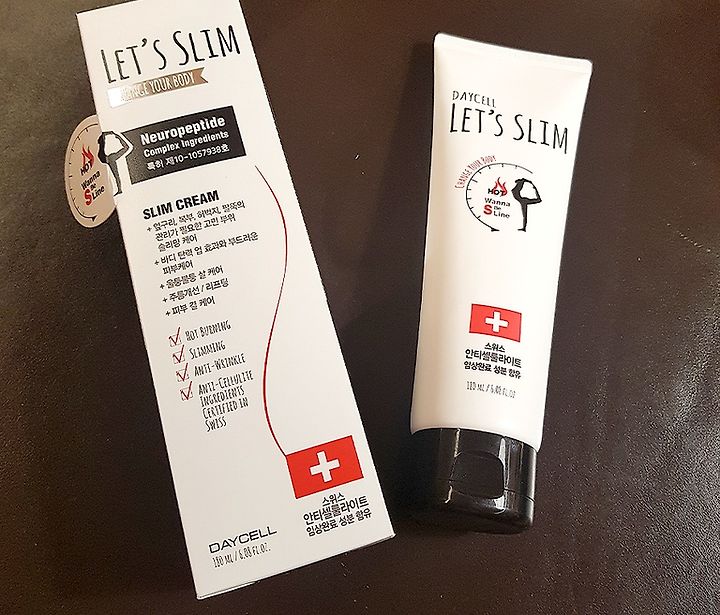 LET'S SLIM
CHANGE YOUR BODY
Neuropeptide
Complex Ingredients
특허 제10-1057938호
HOT
Wanna
Be
S Line
SLIM CREAM
+ 옆구리, 복부, 허벅지, 팔뚝의
관리가 필요한 고민 부위
슬리밍 케어
+ 바디 탄력 업 효과와 부드러운
피부케어
+ 울퉁불퉁 살 케어
+ 주름개선 / 리프팅
+ 피부 결 케어
HOT BURNING
SLIMMING
ANTI-WRINKLE
ANTI-CELLULITE
INGREDIENTS
CERTIFIED IN
SWISS
스위스
안티셀룰라이트
임상완료 성분 함유
DAYCELL
180 ML / 6.08 FL.OZ.
DAYCELL
LET'S SLIM
CHANGE YOUR BODY
HOT
Wanna
Be
S Line
스위스
안티셀룰라이트
임상완료 성분 함유
180 ML / 6.08 FL.OZ